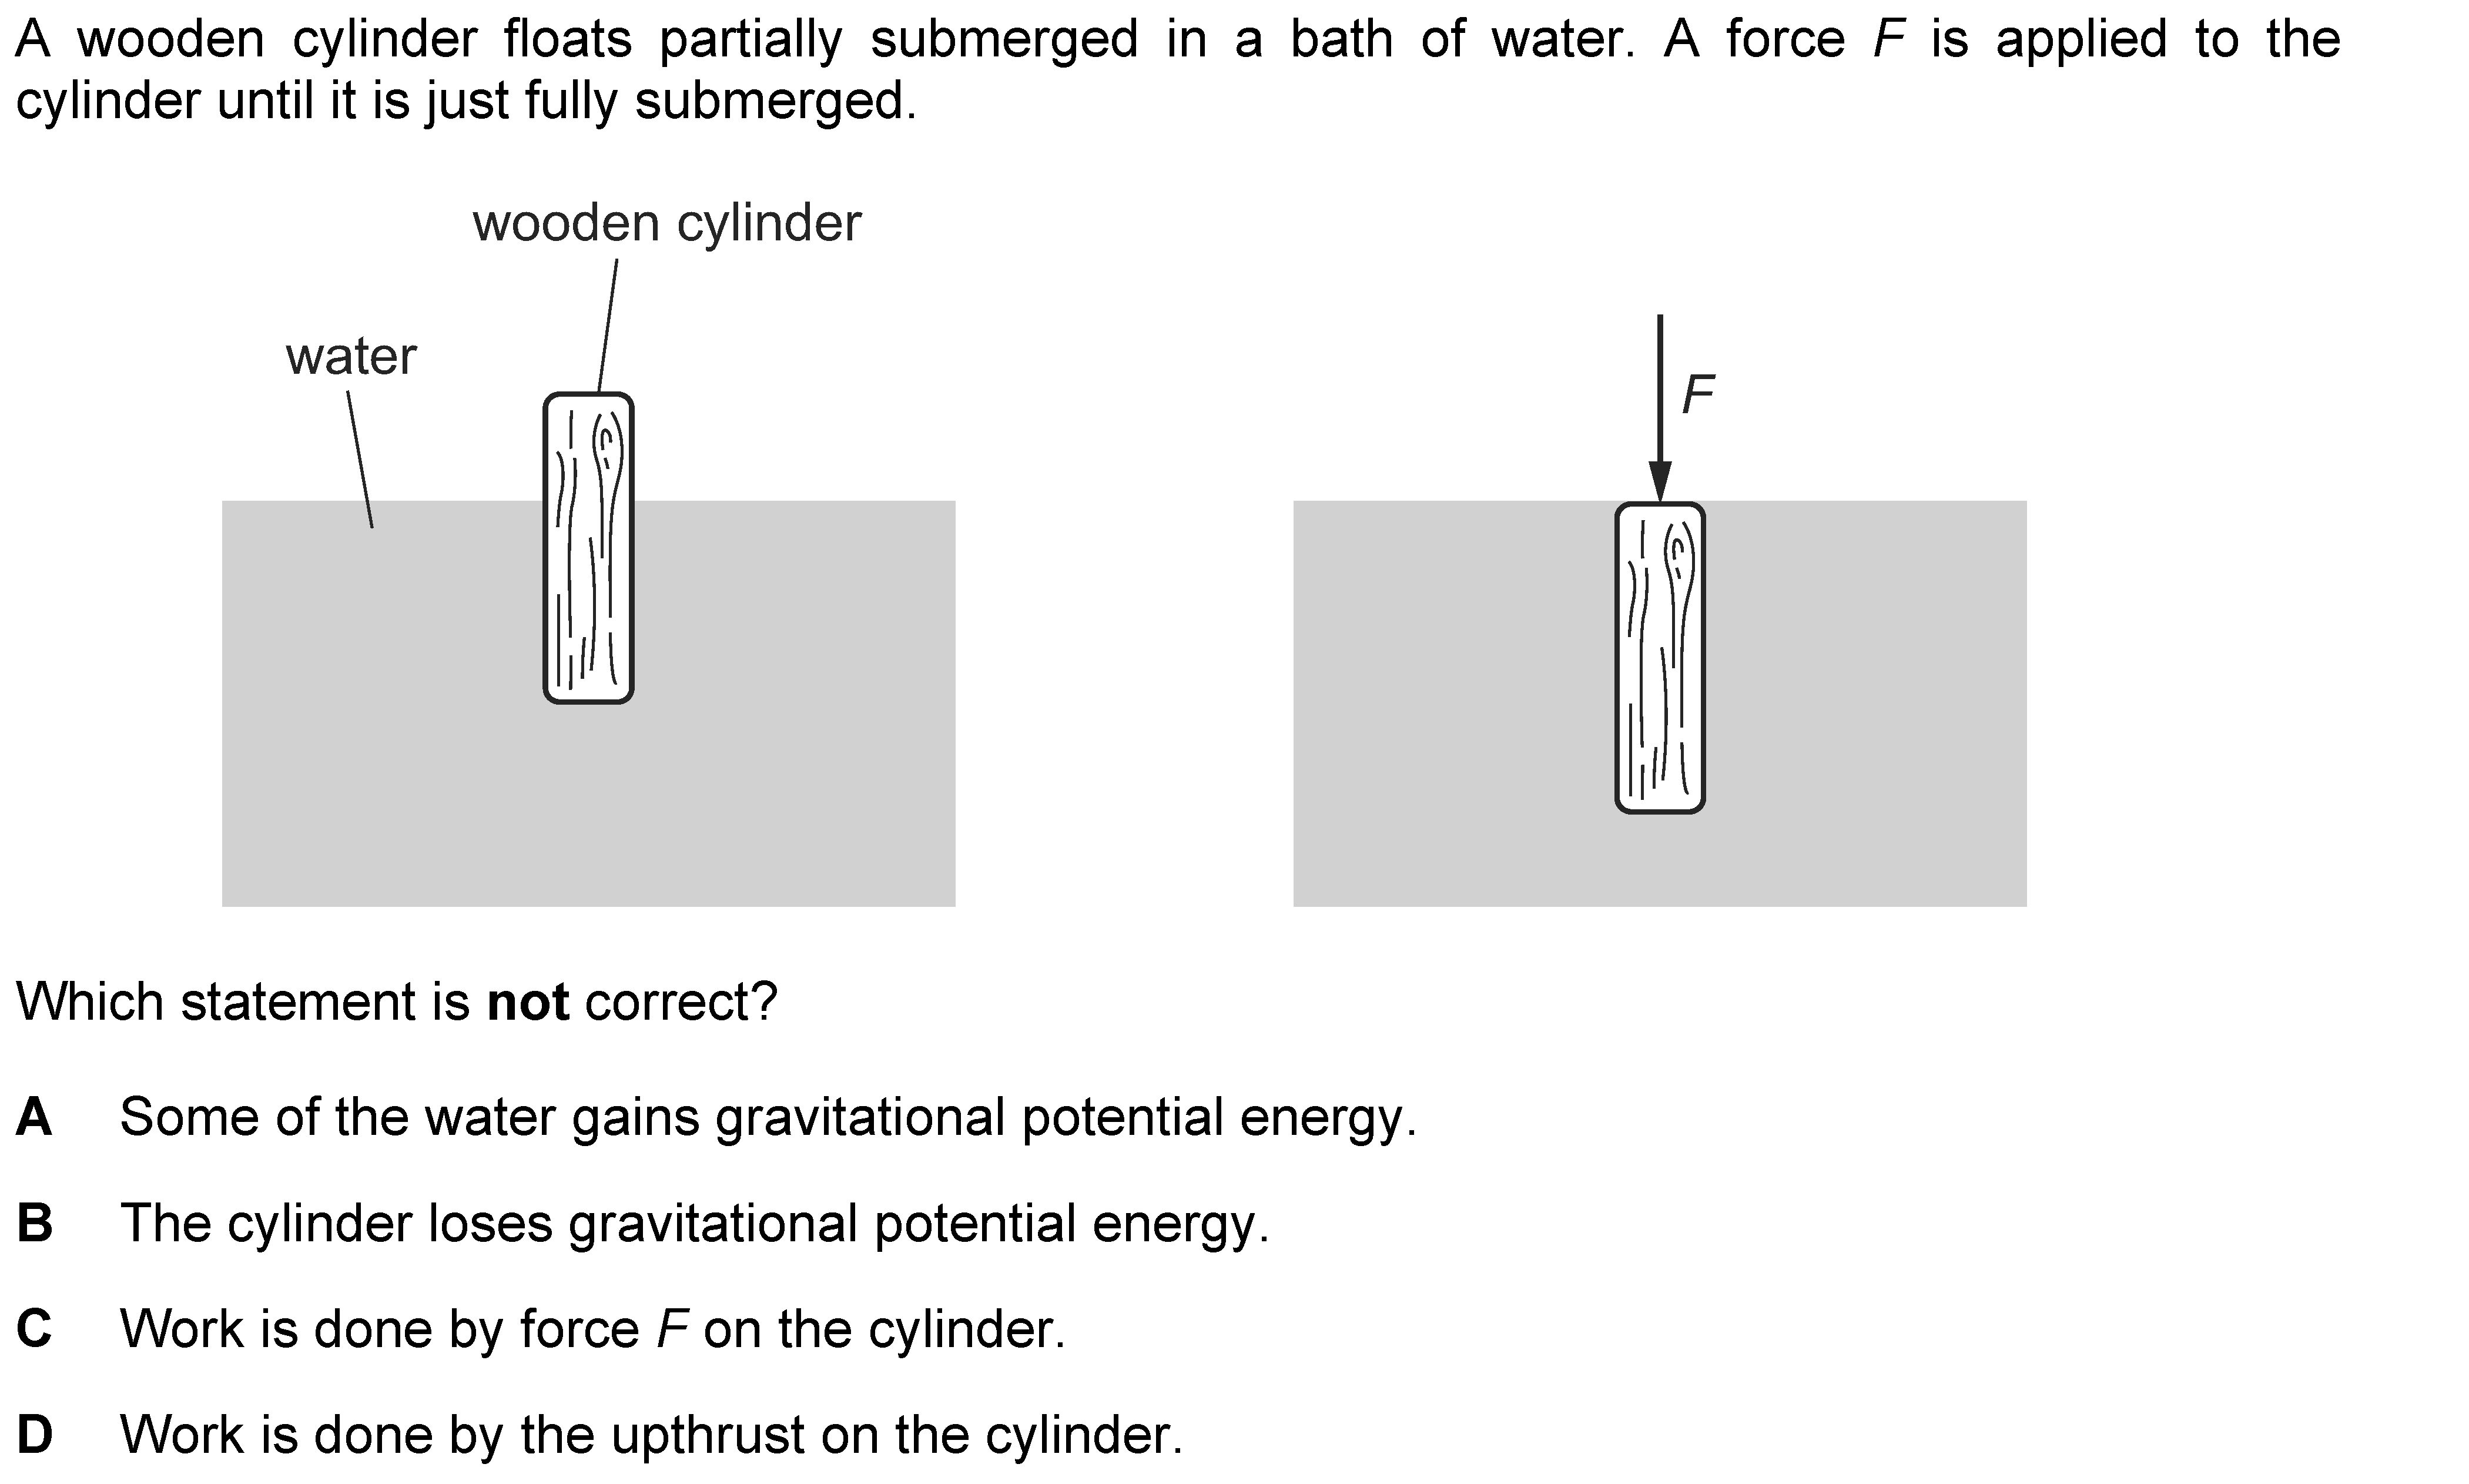 A wooden cylinder floats partially submerged in a bath of water. A force F is applied to the
cylinder until it is just fully submerged.
wooden cylinder
water
F
Which statement is not correct?
A Some of the water gains gravitational potential energy.
B The cylinder loses gravitational potential energy.
C Work is done by force F on the cylinder.
D Work is done by the upthrust on the cylinder.